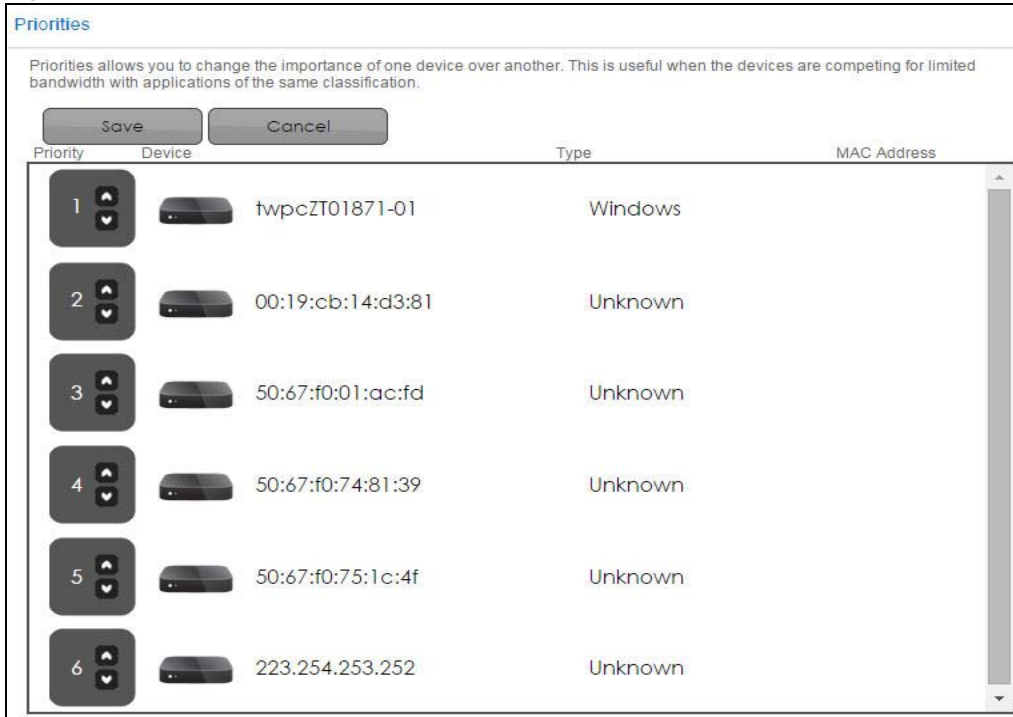 Priorities
Priorities allows you to change the importance of one device over another. This is useful when the devices are competing for limited
bandwidth with applications of the same classification.
Save Cancel
Priority Device Type MAC Address
1 twpcZT01871-01 Windows
2 00:19:cb:14:d3:81 Unknown
3 50:67:f0:01:ac:fd Unknown
4 50:67:f0:74:81:39 Unknown
5 50:67:f0:75:1c:4f Unknown
6 223.254.253.252 Unknown